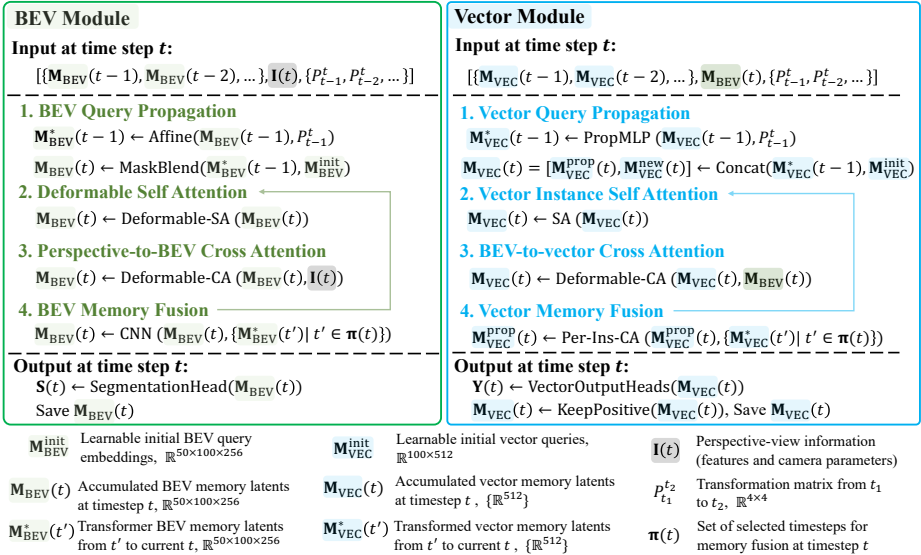 BEV Module
Input at time step t:
[{M_BEV(t − 1), M_BEV(t − 2), … }, I(t), {P^t_{t−1}, P^t_{t−2}, … }]
1. BEV Query Propagation
M*_BEV(t − 1) ← Affine(M_BEV(t − 1), P^t_{t−1})
M_BEV(t) ← MaskBlend(M*_BEV(t − 1), M^init_BEV)
2. Deformable Self Attention
M_BEV(t) ← Deformable-SA (M_BEV(t))
3. Perspective-to-BEV Cross Attention
M_BEV(t) ← Deformable-CA (M_BEV(t), I(t))
4. BEV Memory Fusion
M_BEV(t) ← CNN (M_BEV(t), {M*_BEV(t′)| t′ ∈ π(t)})
Output at time step t:
S(t) ← SegmentationHead(M_BEV(t))
Save M_BEV(t)
Vector Module
Input at time step t:
[{M_VEC(t − 1), M_VEC(t − 2), … }, M_BEV(t), {P^t_{t−1}, P^t_{t−2}, … }]
1. Vector Query Propagation
M*_VEC(t − 1) ← PropMLP (M_VEC(t − 1), P^t_{t−1})
M_VEC(t) = [M^prop_VEC(t), M^new_VEC(t)] ← Concat(M*_VEC(t − 1), M^init_VEC)
2. Vector Instance Self Attention
M_VEC(t) ← SA (M_VEC(t))
3. BEV-to-vector Cross Attention
M_VEC(t) ← Deformable-CA (M_VEC(t), M_BEV(t))
4. Vector Memory Fusion
M^prop_VEC(t) ← Per-Ins-CA (M^prop_VEC(t), {M*_VEC(t′)| t′ ∈ π(t)})
Output at time step t:
Y(t) ← VectorOutputHeads(M_VEC(t))
M_VEC(t) ← KeepPositive(M_VEC(t)), Save M_VEC(t)
M^init_BEV Learnable initial BEV query
embeddings, ℝ^{50×100×256}
M_BEV(t) Accumulated BEV memory latents
at timestep t, ℝ^{50×100×256}
M*_BEV(t′) Transformer BEV memory latents
from t′ to current t, ℝ^{50×100×256}
M^init_VEC Learnable initial vector queries,
ℝ^{100×512}
M_VEC(t) Accumulated vector memory latents
at timestep t , {ℝ^{512}}
M*_VEC(t′) Transformed vector memory latents
from t′ to current t , {ℝ^{512}}
I(t) Perspective-view information
(features and camera parameters)
P^{t_2}_{t_1} Transformation matrix from t_1
to t_2, ℝ^{4×4}
π(t) Set of selected timesteps for
memory fusion at timestep t